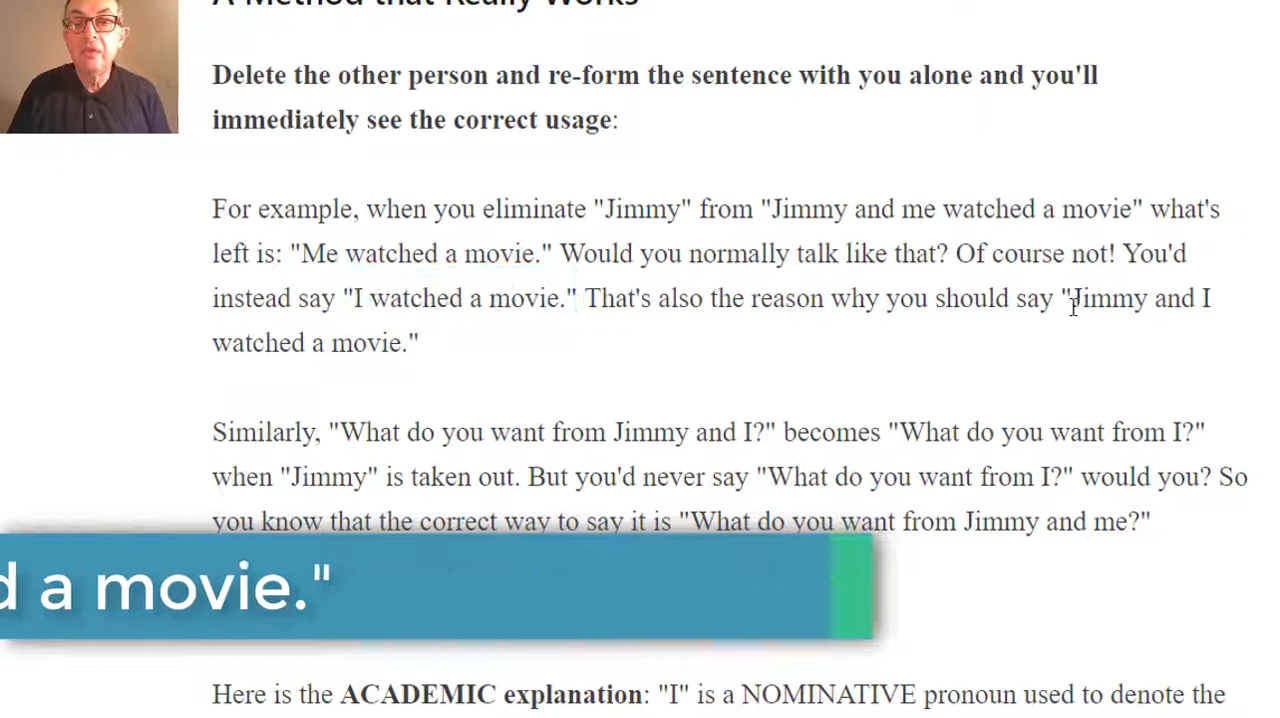 A Method that Really Works
Delete the other person and re-form the sentence with you alone and you'll
immediately see the correct usage:
For example, when you eliminate "Jimmy" from "Jimmy and me watched a movie" what's
left is: "Me watched a movie." Would you normally talk like that? Of course not! You'd
instead say "I watched a movie." That's also the reason why you should say "Jimmy and I
watched a movie."
Similarly, "What do you want from Jimmy and I?" becomes "What do you want from I?"
when "Jimmy" is taken out. But you'd never say "What do you want from I?" would you? So
you know that the correct way to say it is "What do you want from Jimmy and me?"
d a movie."
Here is the ACADEMIC explanation: "I" is a NOMINATIVE pronoun used to denote the